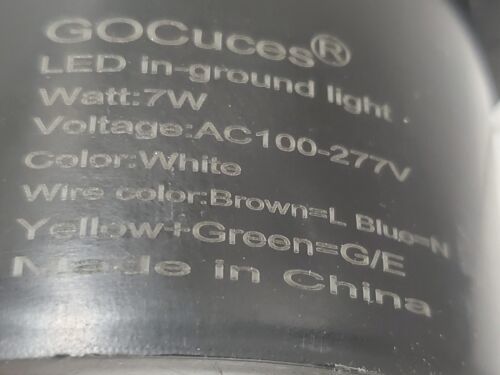 GOCuces®
LED in-ground light
Watt:7W
Voltage:AC100-277V
Color:White
Wire color:Brown=L Blue=N
Yellow+Green=G/E
Made in China